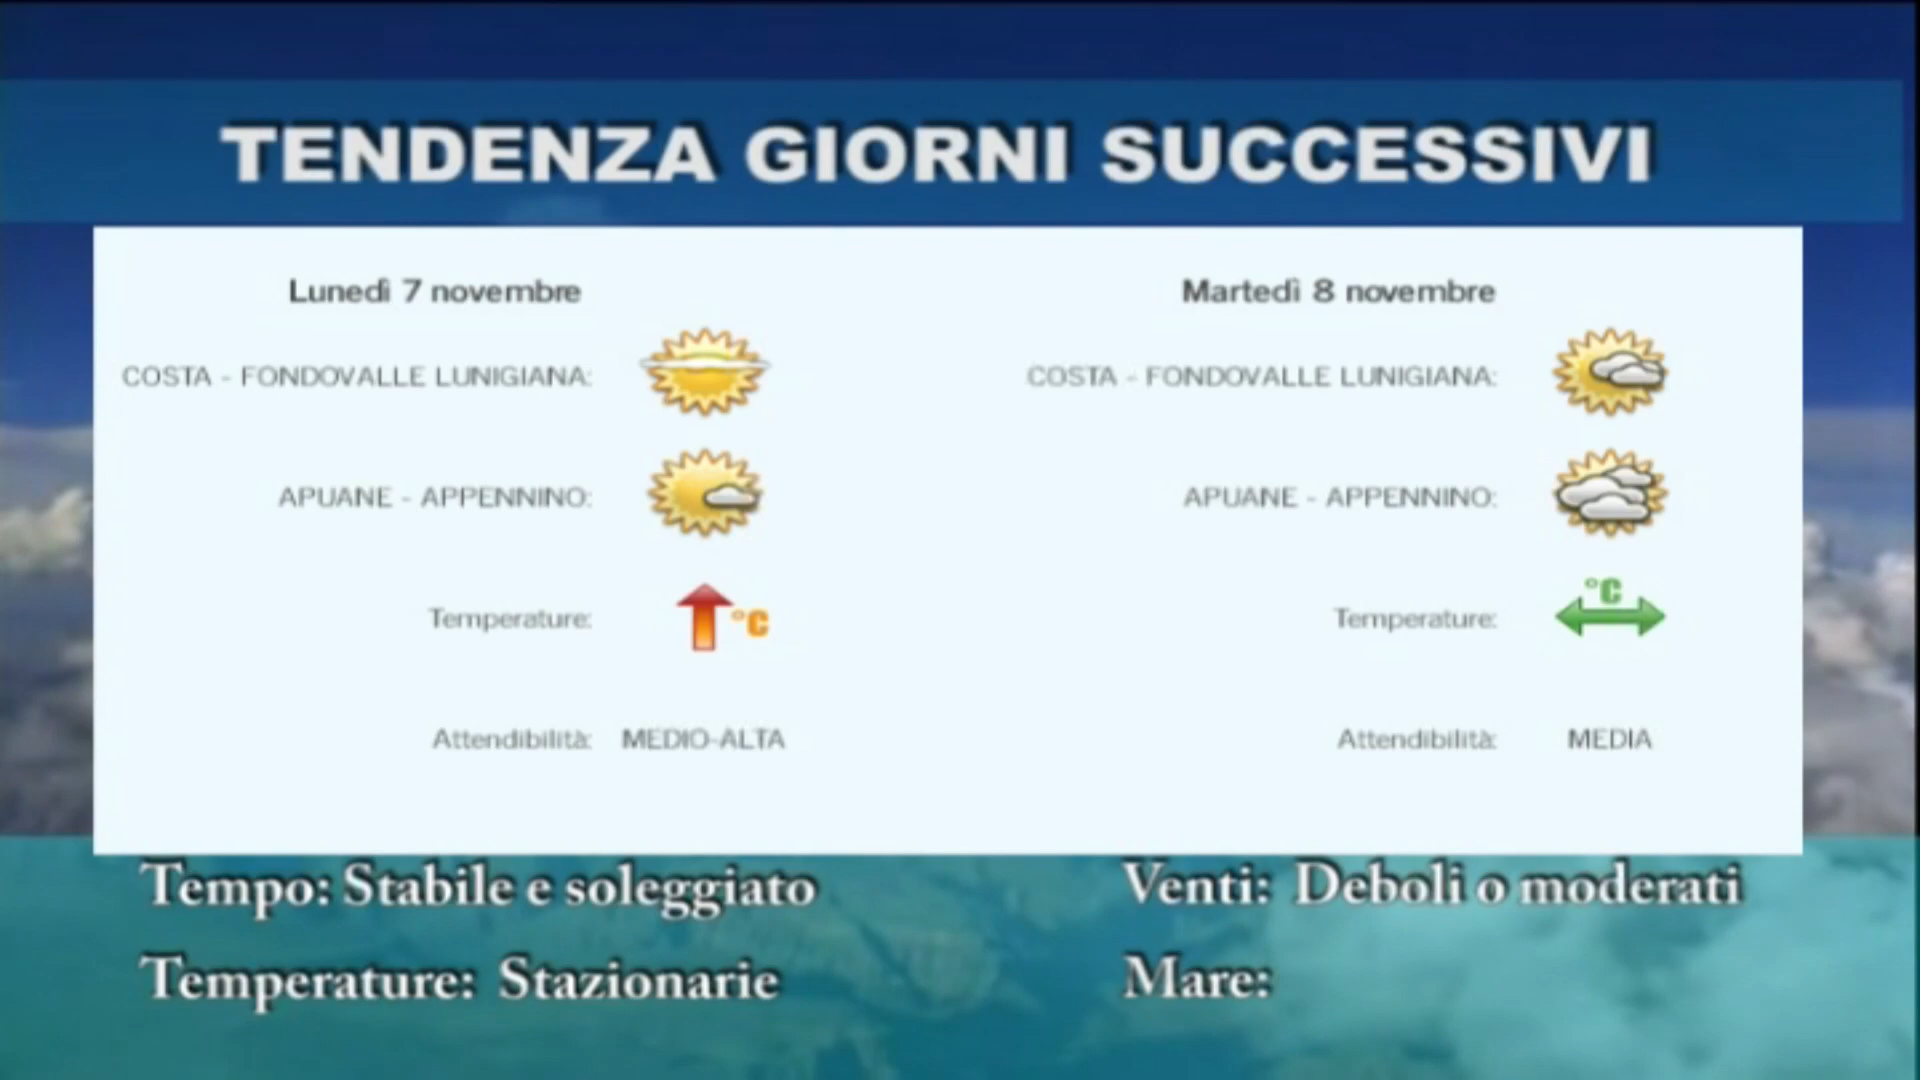 TENDENZA GIORNI SUCCESSIVI
Lunedì 7 novembre
COSTA - FONDOVALLE LUNIGIANA:
APUANE - APPENNINO:
Temperature: °C
Attendibilità: MEDIO-ALTA
Martedì 8 novembre
COSTA - FONDOVALLE LUNIGIANA:
APUANE - APPENNINO:
Temperature: °C
Attendibilità: MEDIA
Tempo: Stabile e soleggiato
Temperature: Stazionarie
Venti: Deboli o moderati
Mare: